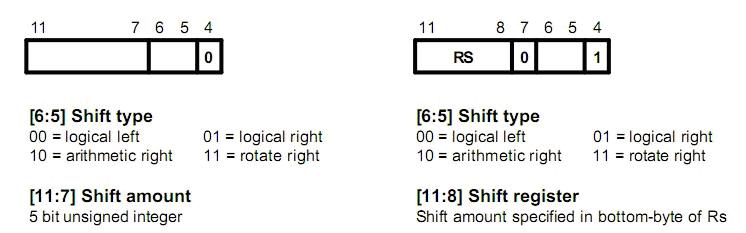 11 7 6 5 4
0
[6:5] Shift type
00 = logical left 01 = logical right
10 = arithmetic right 11 = rotate right
[11:7] Shift amount
5 bit unsigned integer
11 8 7 6 5 4
RS 0 1
[6:5] Shift type
00 = logical left 01 = logical right
10 = arithmetic right 11 = rotate right
[11:8] Shift register
Shift amount specified in bottom-byte of Rs